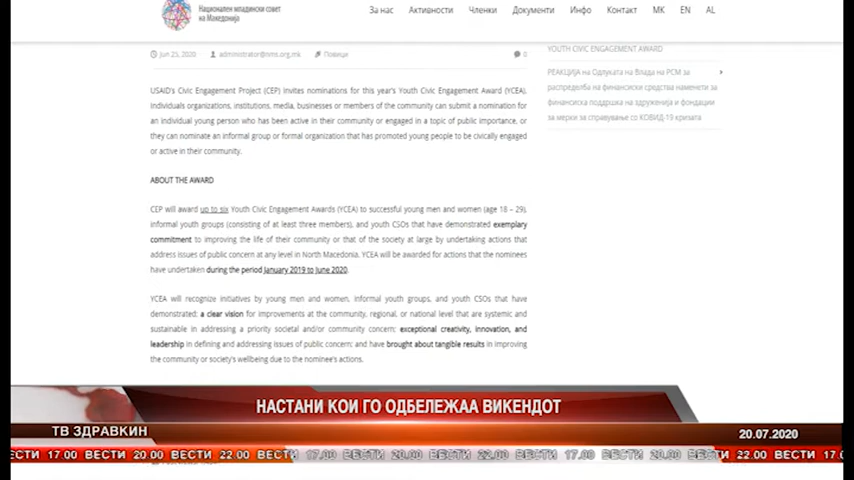 Национален младински совет
на Македонија
За нас Активности Членки Документи Инфо Контакт МК EN AL
Jun 25, 2020 administrator@nms.org.mk Повици 0
USAID's Civic Engagement Project (CEP) invites nominations for this year's Youth Civic Engagement Award (YCEA).
Individuals organizations, institutions, media, businesses or members of the community can submit a nomination for
an individual young person who has been active in their community or engaged in a topic of public importance, or
they can nominate an informal group or formal organization that has promoted young people to be civically engaged
or active in their community.
ABOUT THE AWARD
CEP will award up to six Youth Civic Engagement Awards (YCEA) to successful young men and women (age 18 – 29),
informal youth groups (consisting of at least three members), and youth CSOs that have demonstrated exemplary
commitment to improving the life of their community or that of the society at large by undertaking actions that
address issues of public concern at any level in North Macedonia. YCEA will be awarded for actions that the nominees
have undertaken during the period January 2019 to June 2020.
YCEA will recognize initiatives by young men and women, informal youth groups, and youth CSOs that have
demonstrated: a clear vision for improvements at the community, regional, or national level that are systemic and
sustainable in addressing a priority societal and/or community concern; exceptional creativity, innovation, and
leadership in defining and addressing issues of public concern; and have brought about tangible results in improving
the community or society's wellbeing due to the nominee's actions.
YOUTH CIVIC ENGAGEMENT AWARD
РЕАКЦИЈА на Одлуката на Влада на РСМ за
распределба на финансиски средства наменети за
финансиска поддршка на здруженија и фондации
за мерки за справување со КОВИД-19 кризата
НАСТАНИ КОИ ГО ОДБЕЛЕЖАА ВИКЕНДОТ
ТВ ЗДРАВКИН 20.07.2020
ЕСТИ 17.00 ВЕСТИ 20.00 ВЕСТИ 22.00 ВЕСТИ 17.00 ВЕСТИ 20.00 ВЕСТИ 22.00 ВЕСТИ 17.00 ВЕСТИ 20.00 ВЕСТИ 22.00 ВЕСТИ 17.0